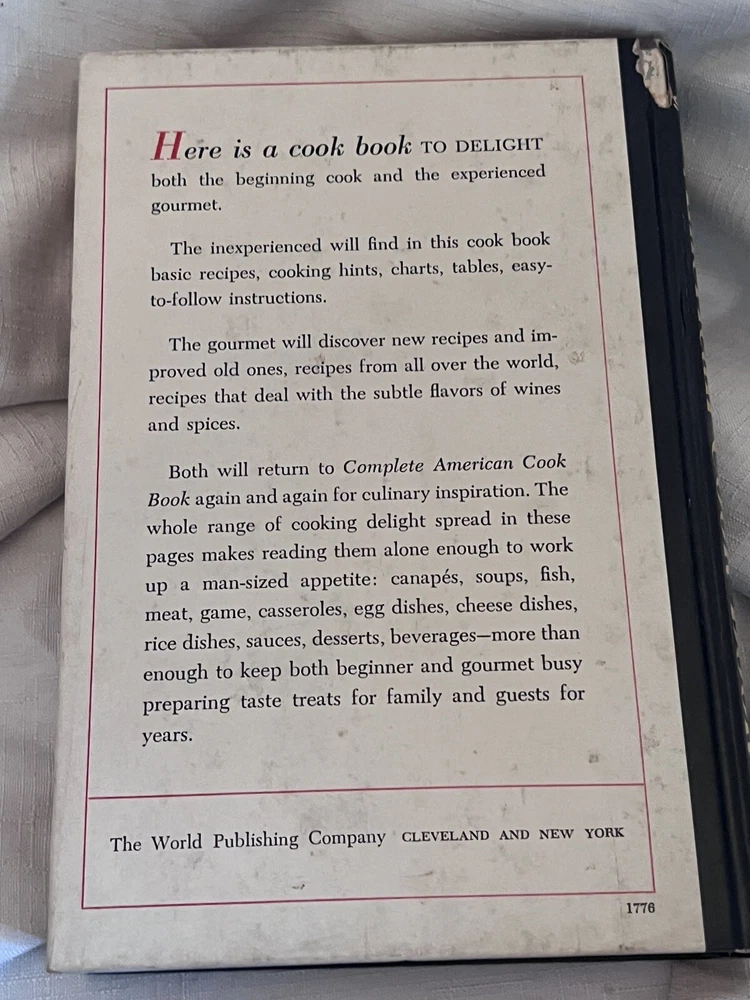 Here is a cook book TO DELIGHT
both the beginning cook and the experienced
gourmet.
The inexperienced will find in this cook book
basic recipes, cooking hints, charts, tables, easy-
to-follow instructions.
The gourmet will discover new recipes and im-
proved old ones, recipes from all over the world,
recipes that deal with the subtle flavors of wines
and spices.
Both will return to Complete American Cook
Book again and again for culinary inspiration. The
whole range of cooking delight spread in these
pages makes reading them alone enough to work
up a man-sized appetite: canapés, soups, fish,
meat, game, casseroles, egg dishes, cheese dishes,
rice dishes, sauces, desserts, beverages—more than
enough to keep both beginner and gourmet busy
preparing taste treats for family and guests for
years.
The World Publishing Company CLEVELAND AND NEW YORK
1776